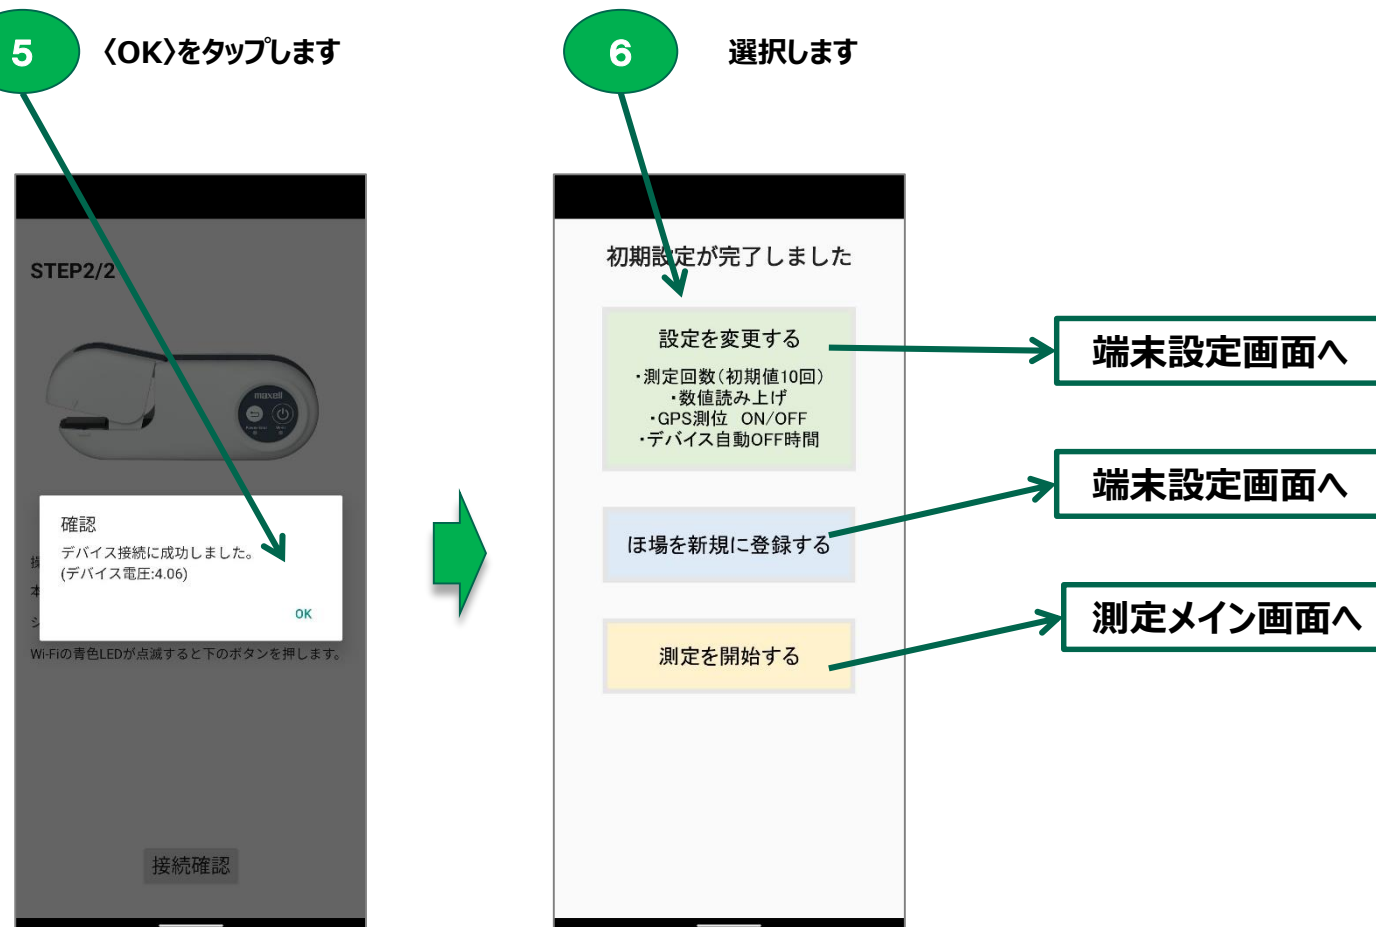 5
〈OK〉をタップします
STEP2/2
maxell
確認
デバイス接続に成功しました。
(デバイス電圧:4.06)
OK
Wi-Fiの青色LEDが点滅すると下のボタンを押します。
接続確認
6
選択します
初期設定が完了しました
設定を変更する
・測定回数(初期値10回)
・数値読み上げ
・GPS測位 ON/OFF
・デバイス自動OFF時間
ほ場を新規に登録する
測定を開始する
端末設定画面へ
端末設定画面へ
測定メイン画面へ